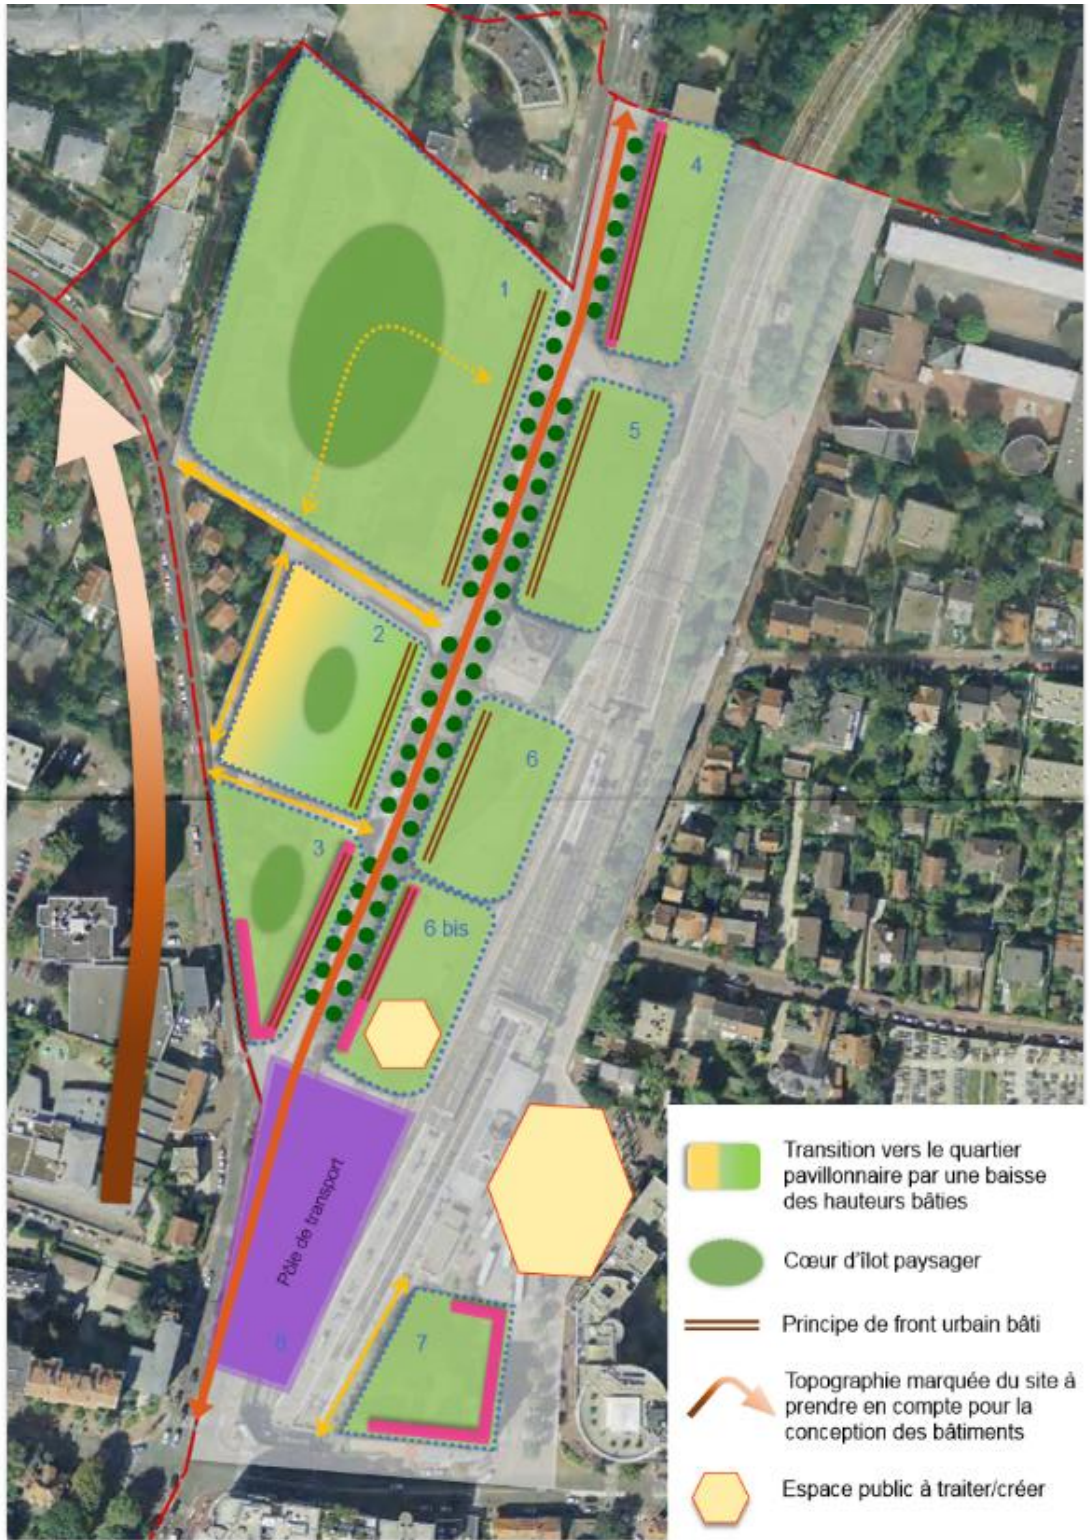 4
1
5
2
6
3
6 bis
Pôle de transport
8
7
Transition vers le quartier
pavillonnaire par une baisse
des hauteurs bâties
Cœur d'îlot paysager
Principe de front urbain bâti
Topographie marquée du site à
prendre en compte pour la
conception des bâtiments
Espace public à traiter/créer